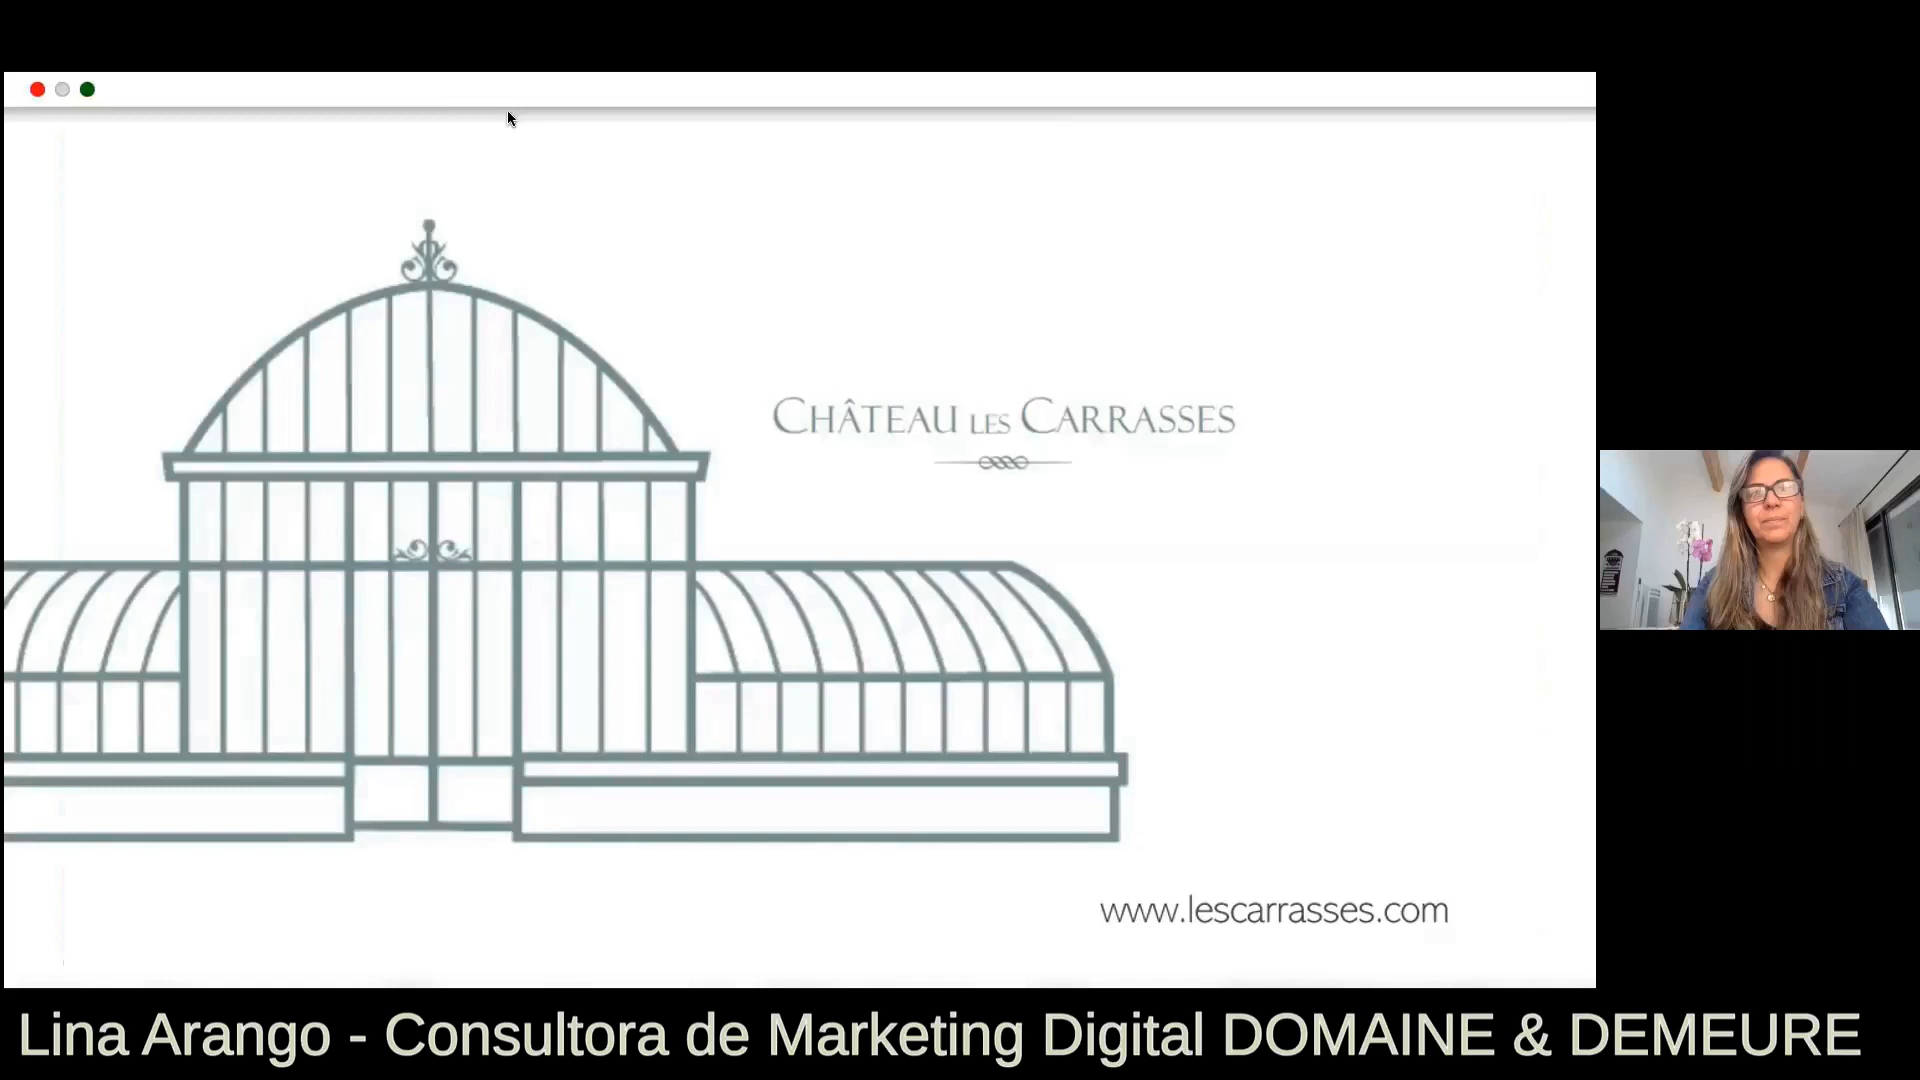 CHÂTEAU LES CARRASSES
www.lescarrasses.com
Lina Arango - Consultora de Marketing Digital DOMAINE & DEMEURE